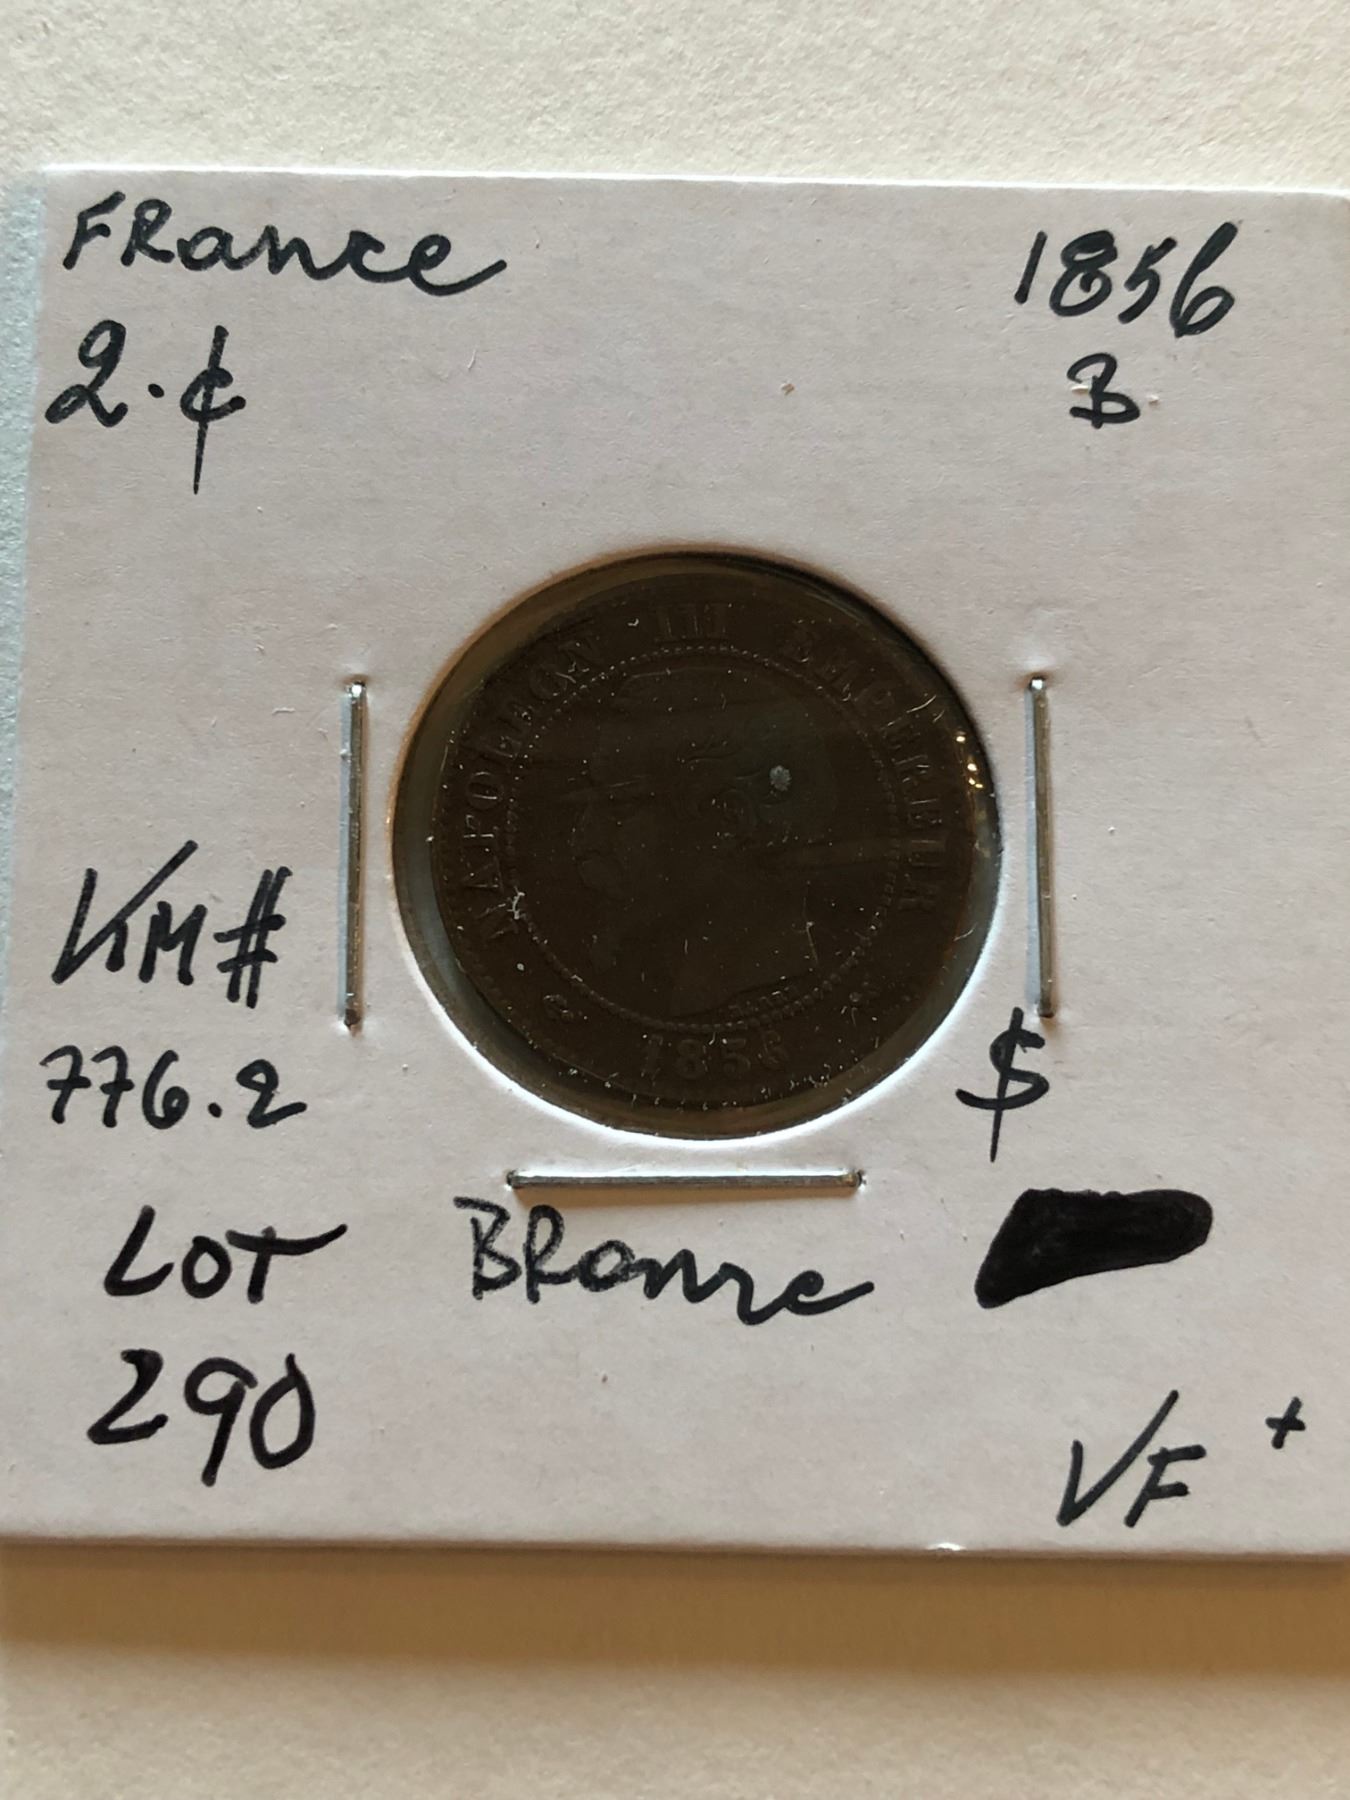 FRance
1856
2.¢
B
NAPOLEON III EMPEREUR
1856
KM#
776.2
$
LOT
290
BRonze
VF +